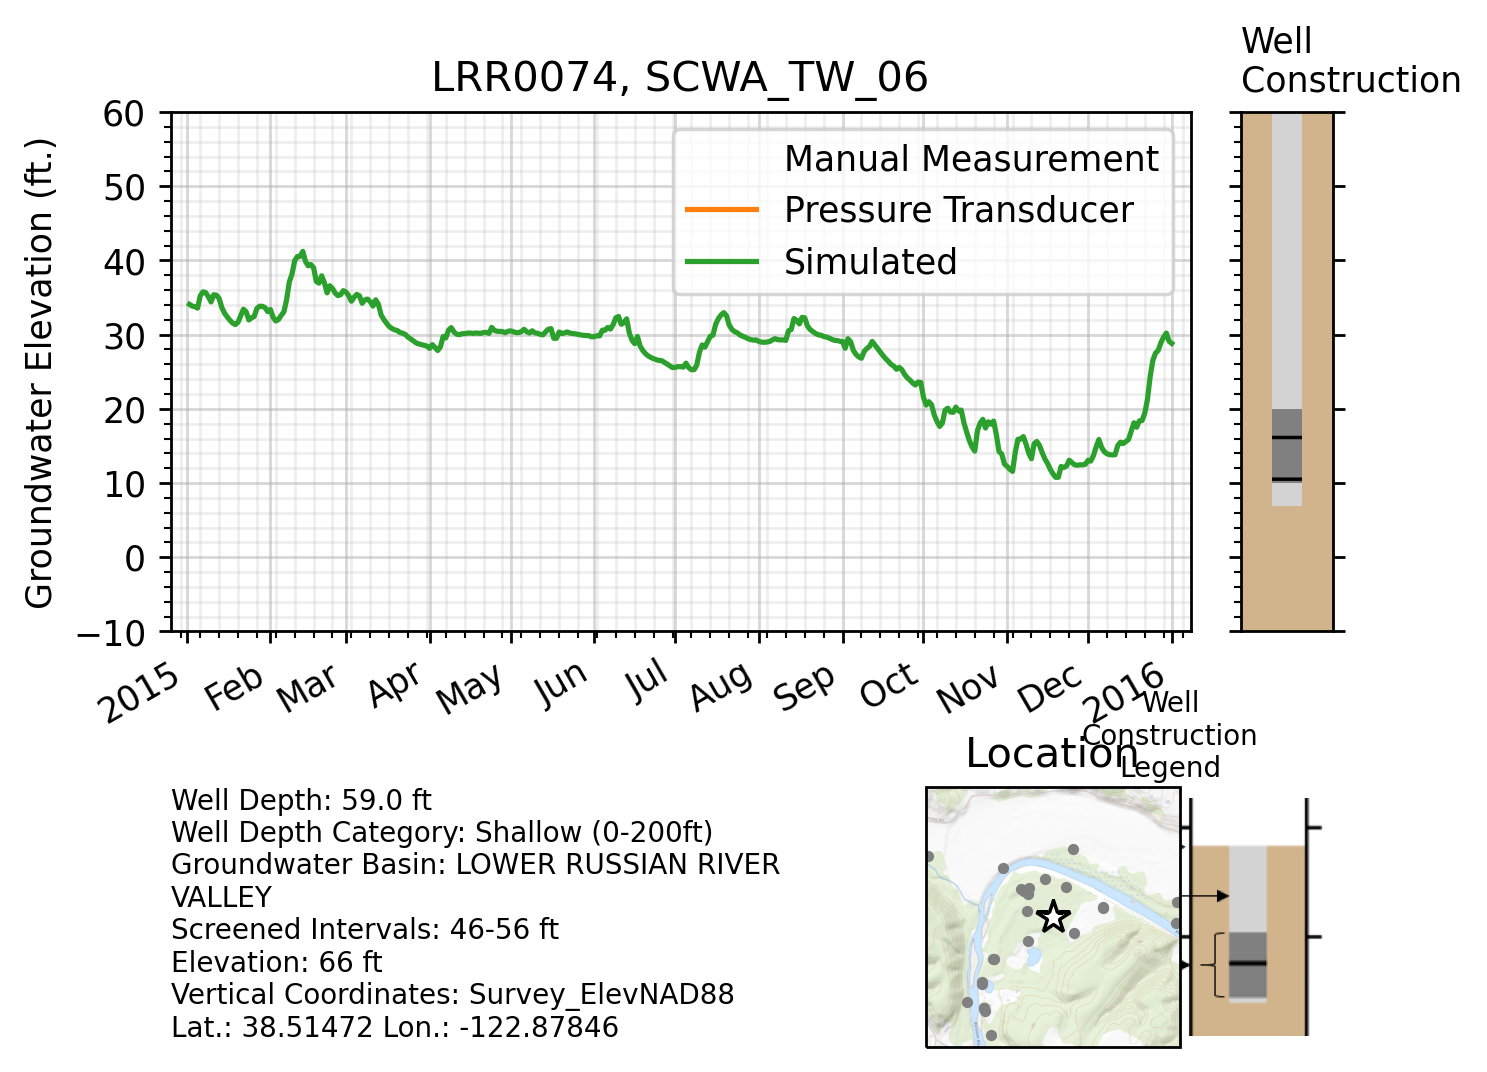 Well
Construction
LRR0074, SCWA_TW_06
Groundwater Elevation (ft.)
60
50
40
30
20
10
0
−10
Manual Measurement
Pressure Transducer
Simulated
2015
Feb
Mar
Apr
May
Jun
Jul
Aug
Sep
Oct
Nov
Dec
2016
Well
Construction
Legend
Location
Well Depth: 59.0 ft
Well Depth Category: Shallow (0-200ft)
Groundwater Basin: LOWER RUSSIAN RIVER
VALLEY
Screened Intervals: 46-56 ft
Elevation: 66 ft
Vertical Coordinates: Survey_ElevNAD88
Lat.: 38.51472 Lon.: -122.87846